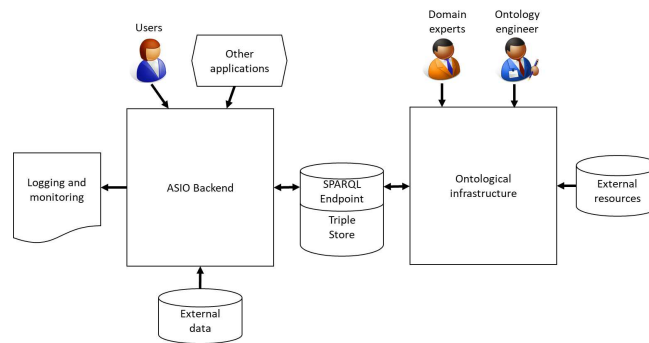 Users
Other
applications
Domain
experts
Ontology
engineer
Logging and
monitoring
ASIO Backend
SPARQL
Endpoint
Triple
Store
Ontological
infrastructure
External
resources
External
data